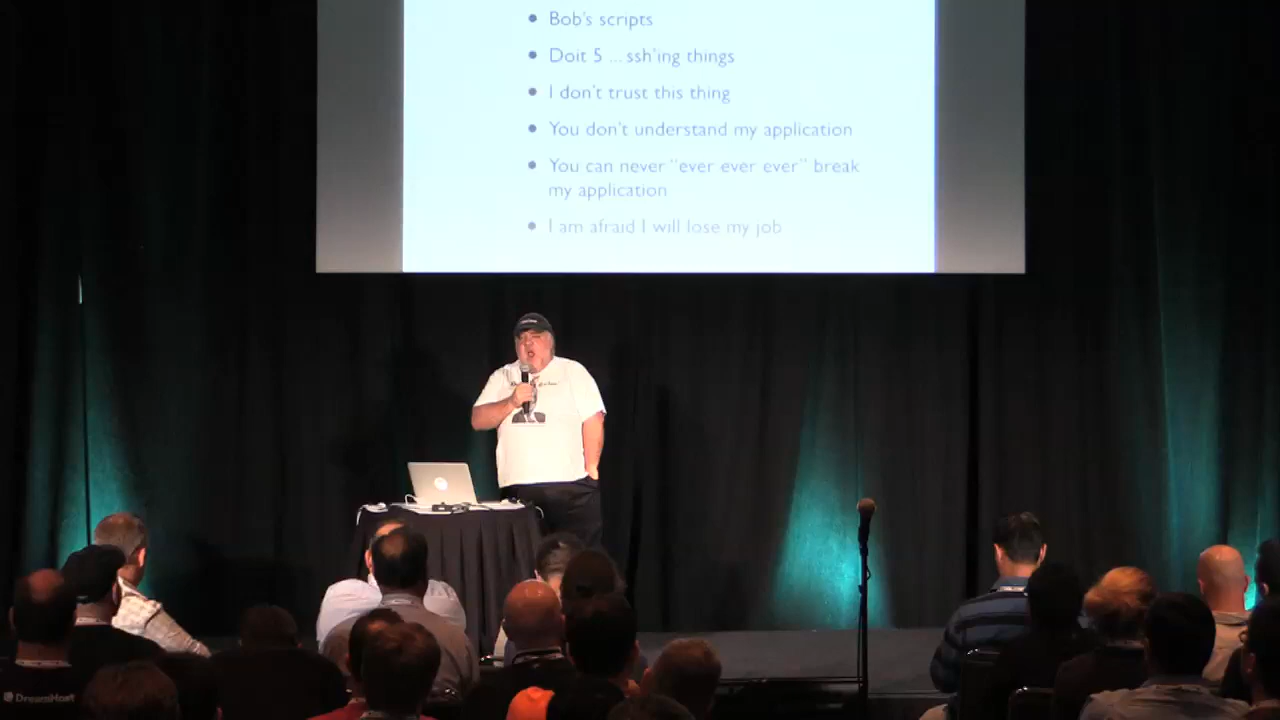 Bob's scripts
Doit 5 ... ssh'ing things
I don't trust this thing
You don't understand my application
You can never “ever ever ever” break
my application
I am afraid I will lose my job
DreamHost